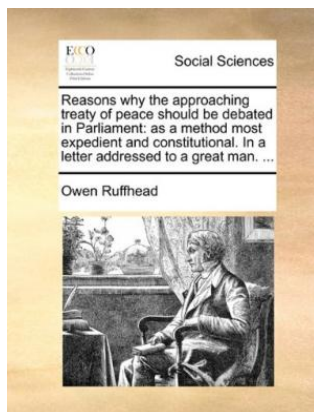 ECCO
Social Sciences
Reasons why the approaching
treaty of peace should be debated
in Parliament: as a method most
expedient and constitutional. In a
letter addressed to a great man. ...
Owen Ruffhead